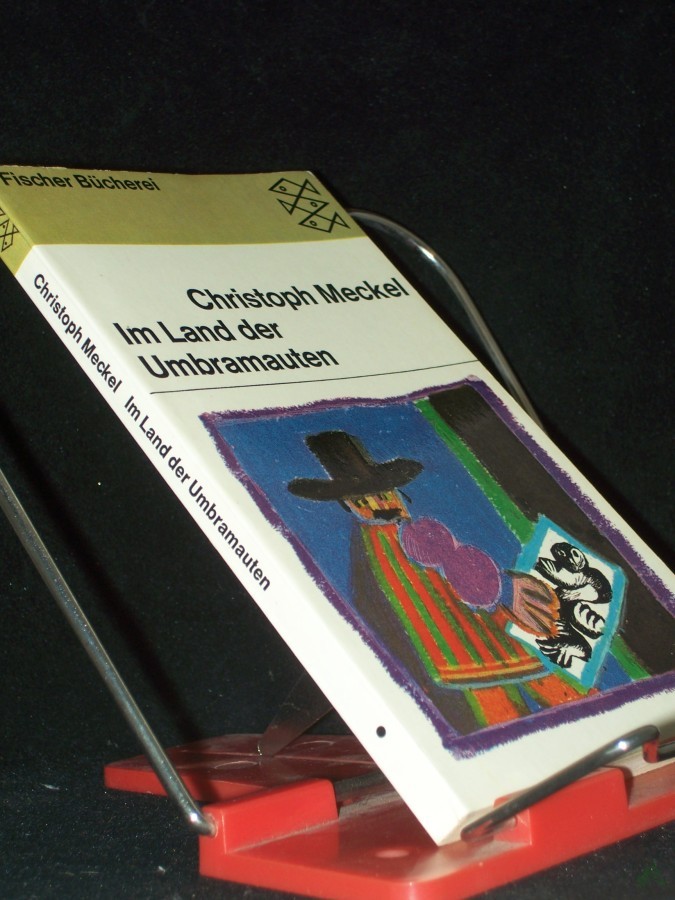 Fischer Bücherei
Christoph Meckel
Im Land der
Umbramauten
Christoph Meckel Im Land der Umbramauten